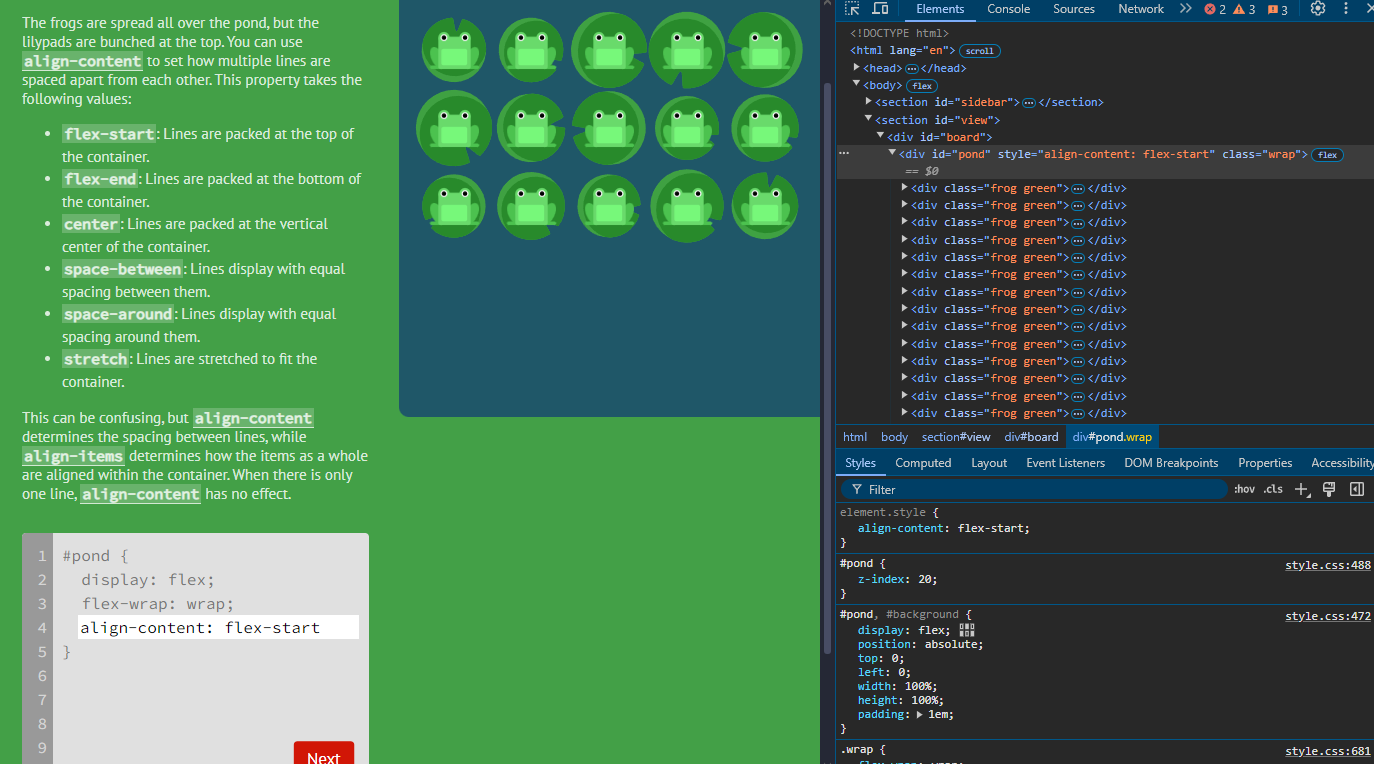 The frogs are spread all over the pond, but the
lilypads are bunched at the top. You can use
align-content to set how multiple lines are
spaced apart from each other. This property takes the
following values:
• flex-start: Lines are packed at the top of
the container.
• flex-end: Lines are packed at the bottom of
the container.
• center: Lines are packed at the vertical
center of the container.
• space-between: Lines display with equal
spacing between them.
• space-around: Lines display with equal
spacing around them.
• stretch: Lines are stretched to fit the
container.
This can be confusing, but align-content
determines the spacing between lines, while
align-items determines how the items as a whole
are aligned within the container. When there is only
one line, align-content has no effect.
1 #pond {
2 display: flex;
3 flex-wrap: wrap;
4 align-content: flex-start
5 }
6
7
8
9
Next
Elements Console Sources Network 2 3 3
<!DOCTYPE html>
<html lang="en"> scroll
<head> … </head>
<body> flex
<section id="sidebar"> … </section>
<section id="view">
<div id="board">
… <div id="pond" style="align-content: flex-start" class="wrap"> flex
== $0
<div class="frog green"> … </div>
<div class="frog green"> … </div>
<div class="frog green"> … </div>
<div class="frog green"> … </div>
<div class="frog green"> … </div>
<div class="frog green"> … </div>
<div class="frog green"> … </div>
<div class="frog green"> … </div>
<div class="frog green"> … </div>
<div class="frog green"> … </div>
<div class="frog green"> … </div>
<div class="frog green"> … </div>
<div class="frog green"> … </div>
<div class="frog green"> … </div>
html body section#view div#board div#pond.wrap
Styles Computed Layout Event Listeners DOM Breakpoints Properties Accessibility
Filter :hov .cls
element.style {
align-content: flex-start;
}
#pond { style.css:488
z-index: 20;
}
#pond, #background { style.css:472
display: flex;
position: absolute;
top: 0;
left: 0;
width: 100%;
height: 100%;
padding: 1em;
}
.wrap { style.css:681